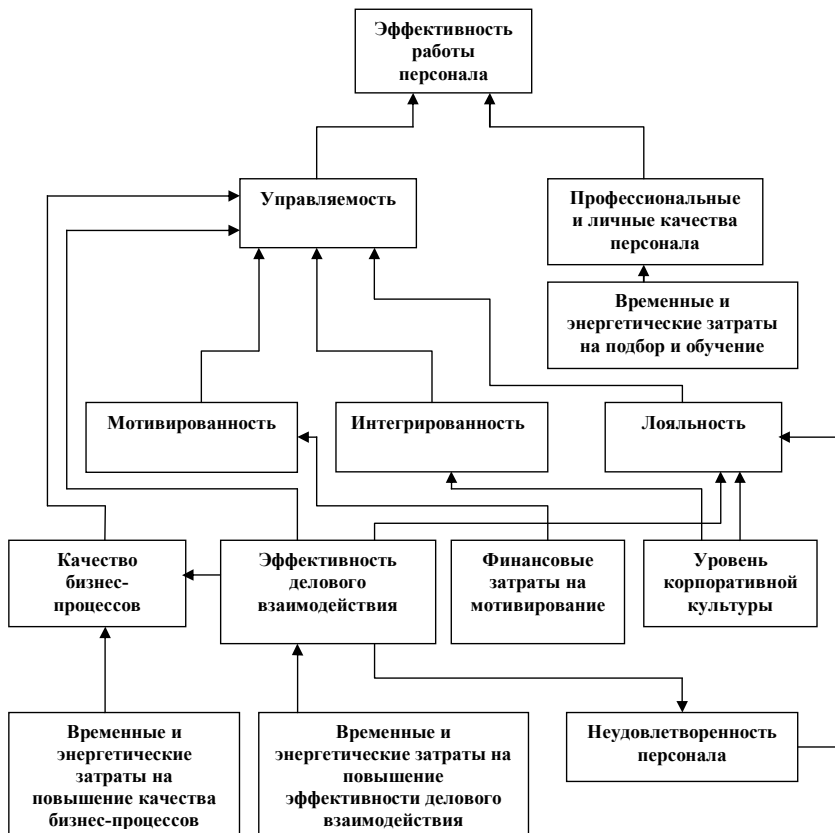 Эффективность
работы
персонала
Управляемость
Профессиональные
и личные качества
персонала
Временные и
энергетические затраты
на подбор и обучение
Мотивированность
Интегрированность
Лояльность
Качество
бизнес-
процессов
Эффективность
делового
взаимодействия
Финансовые
затраты на
мотивирование
Уровень
корпоративной
культуры
Временные и
энергетические
затраты на
повышение качества
бизнес-процессов
Временные и
энергетические затраты на
повышение
эффективности делового
взаимодействия
Неудовлетворенность
персонала